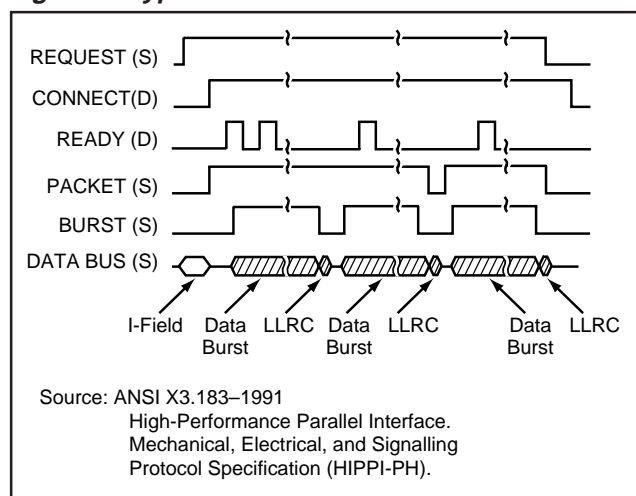 REQUEST (S)
CONNECT(D)
READY (D)
PACKET (S)
BURST (S)
DATA BUS (S)
I-Field Data Burst LLRC Data Burst LLRC Data Burst LLRC
Source: ANSI X3.183–1991
High-Performance Parallel Interface.
Mechanical, Electrical, and Signalling
Protocol Specification (HIPPI-PH).